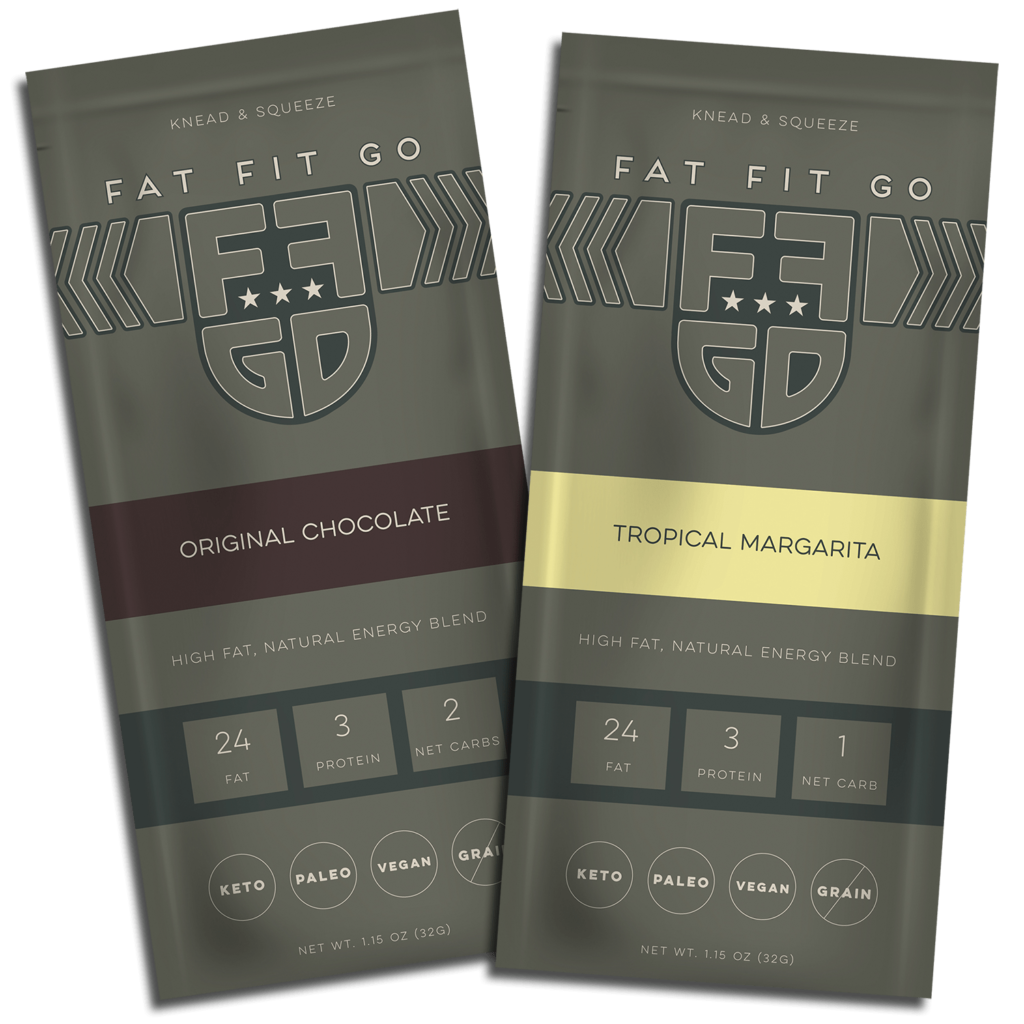 KNEAD & SQUEEZE
FAT FIT GO
FF
GO
ORIGINAL CHOCOLATE
HIGH FAT, NATURAL ENERGY BLEND
24
FAT
3
PROTEIN
2
NET CARBS
KETO
PALEO
VEGAN
GRAI
NET WT. 1.15 OZ (32G)
KNEAD & SQUEEZE
FAT FIT GO
FF
GO
TROPICAL MARGARITA
HIGH FAT, NATURAL ENERGY BLEND
24
FAT
3
PROTEIN
1
NET CARB
KETO
PALEO
VEGAN
GRAIN
NET WT. 1.15 OZ (32G)